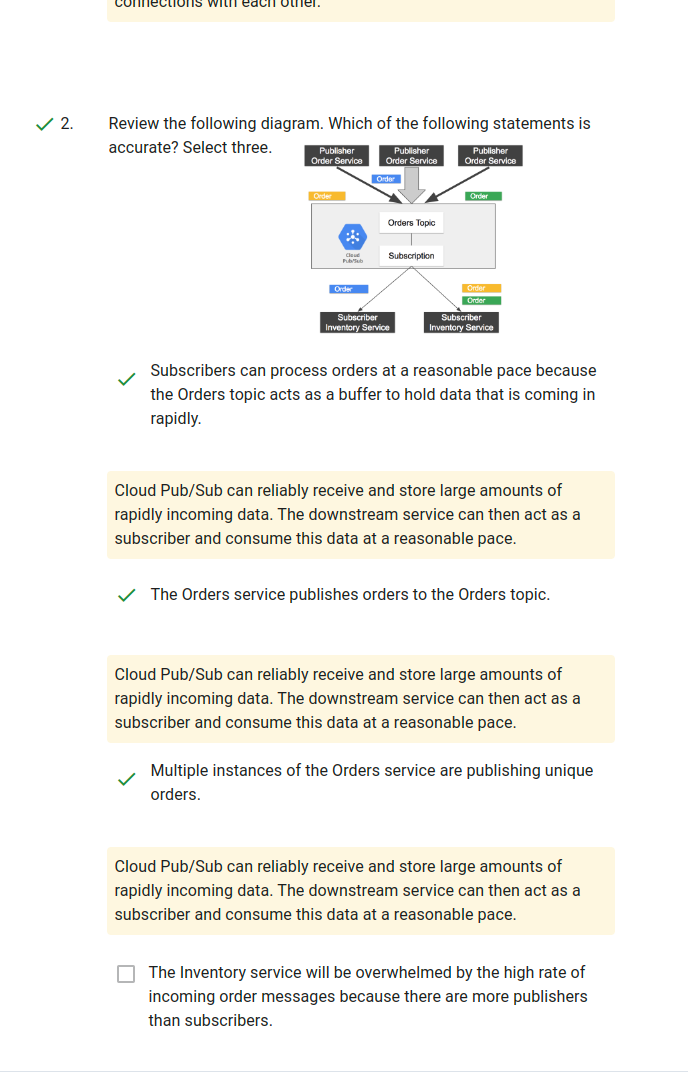 connections with each other.
2. Review the following diagram. Which of the following statements is
accurate? Select three.
Publisher
Order Service
Publisher
Order Service
Publisher
Order Service
Order
Order
Order
Orders Topic
Cloud
Pub/Sub
Subscription
Order
Order
Order
Subscriber
Inventory Service
Subscriber
Inventory Service
Subscribers can process orders at a reasonable pace because
the Orders topic acts as a buffer to hold data that is coming in
rapidly.
Cloud Pub/Sub can reliably receive and store large amounts of
rapidly incoming data. The downstream service can then act as a
subscriber and consume this data at a reasonable pace.
The Orders service publishes orders to the Orders topic.
Cloud Pub/Sub can reliably receive and store large amounts of
rapidly incoming data. The downstream service can then act as a
subscriber and consume this data at a reasonable pace.
Multiple instances of the Orders service are publishing unique
orders.
Cloud Pub/Sub can reliably receive and store large amounts of
rapidly incoming data. The downstream service can then act as a
subscriber and consume this data at a reasonable pace.
The Inventory service will be overwhelmed by the high rate of
incoming order messages because there are more publishers
than subscribers.